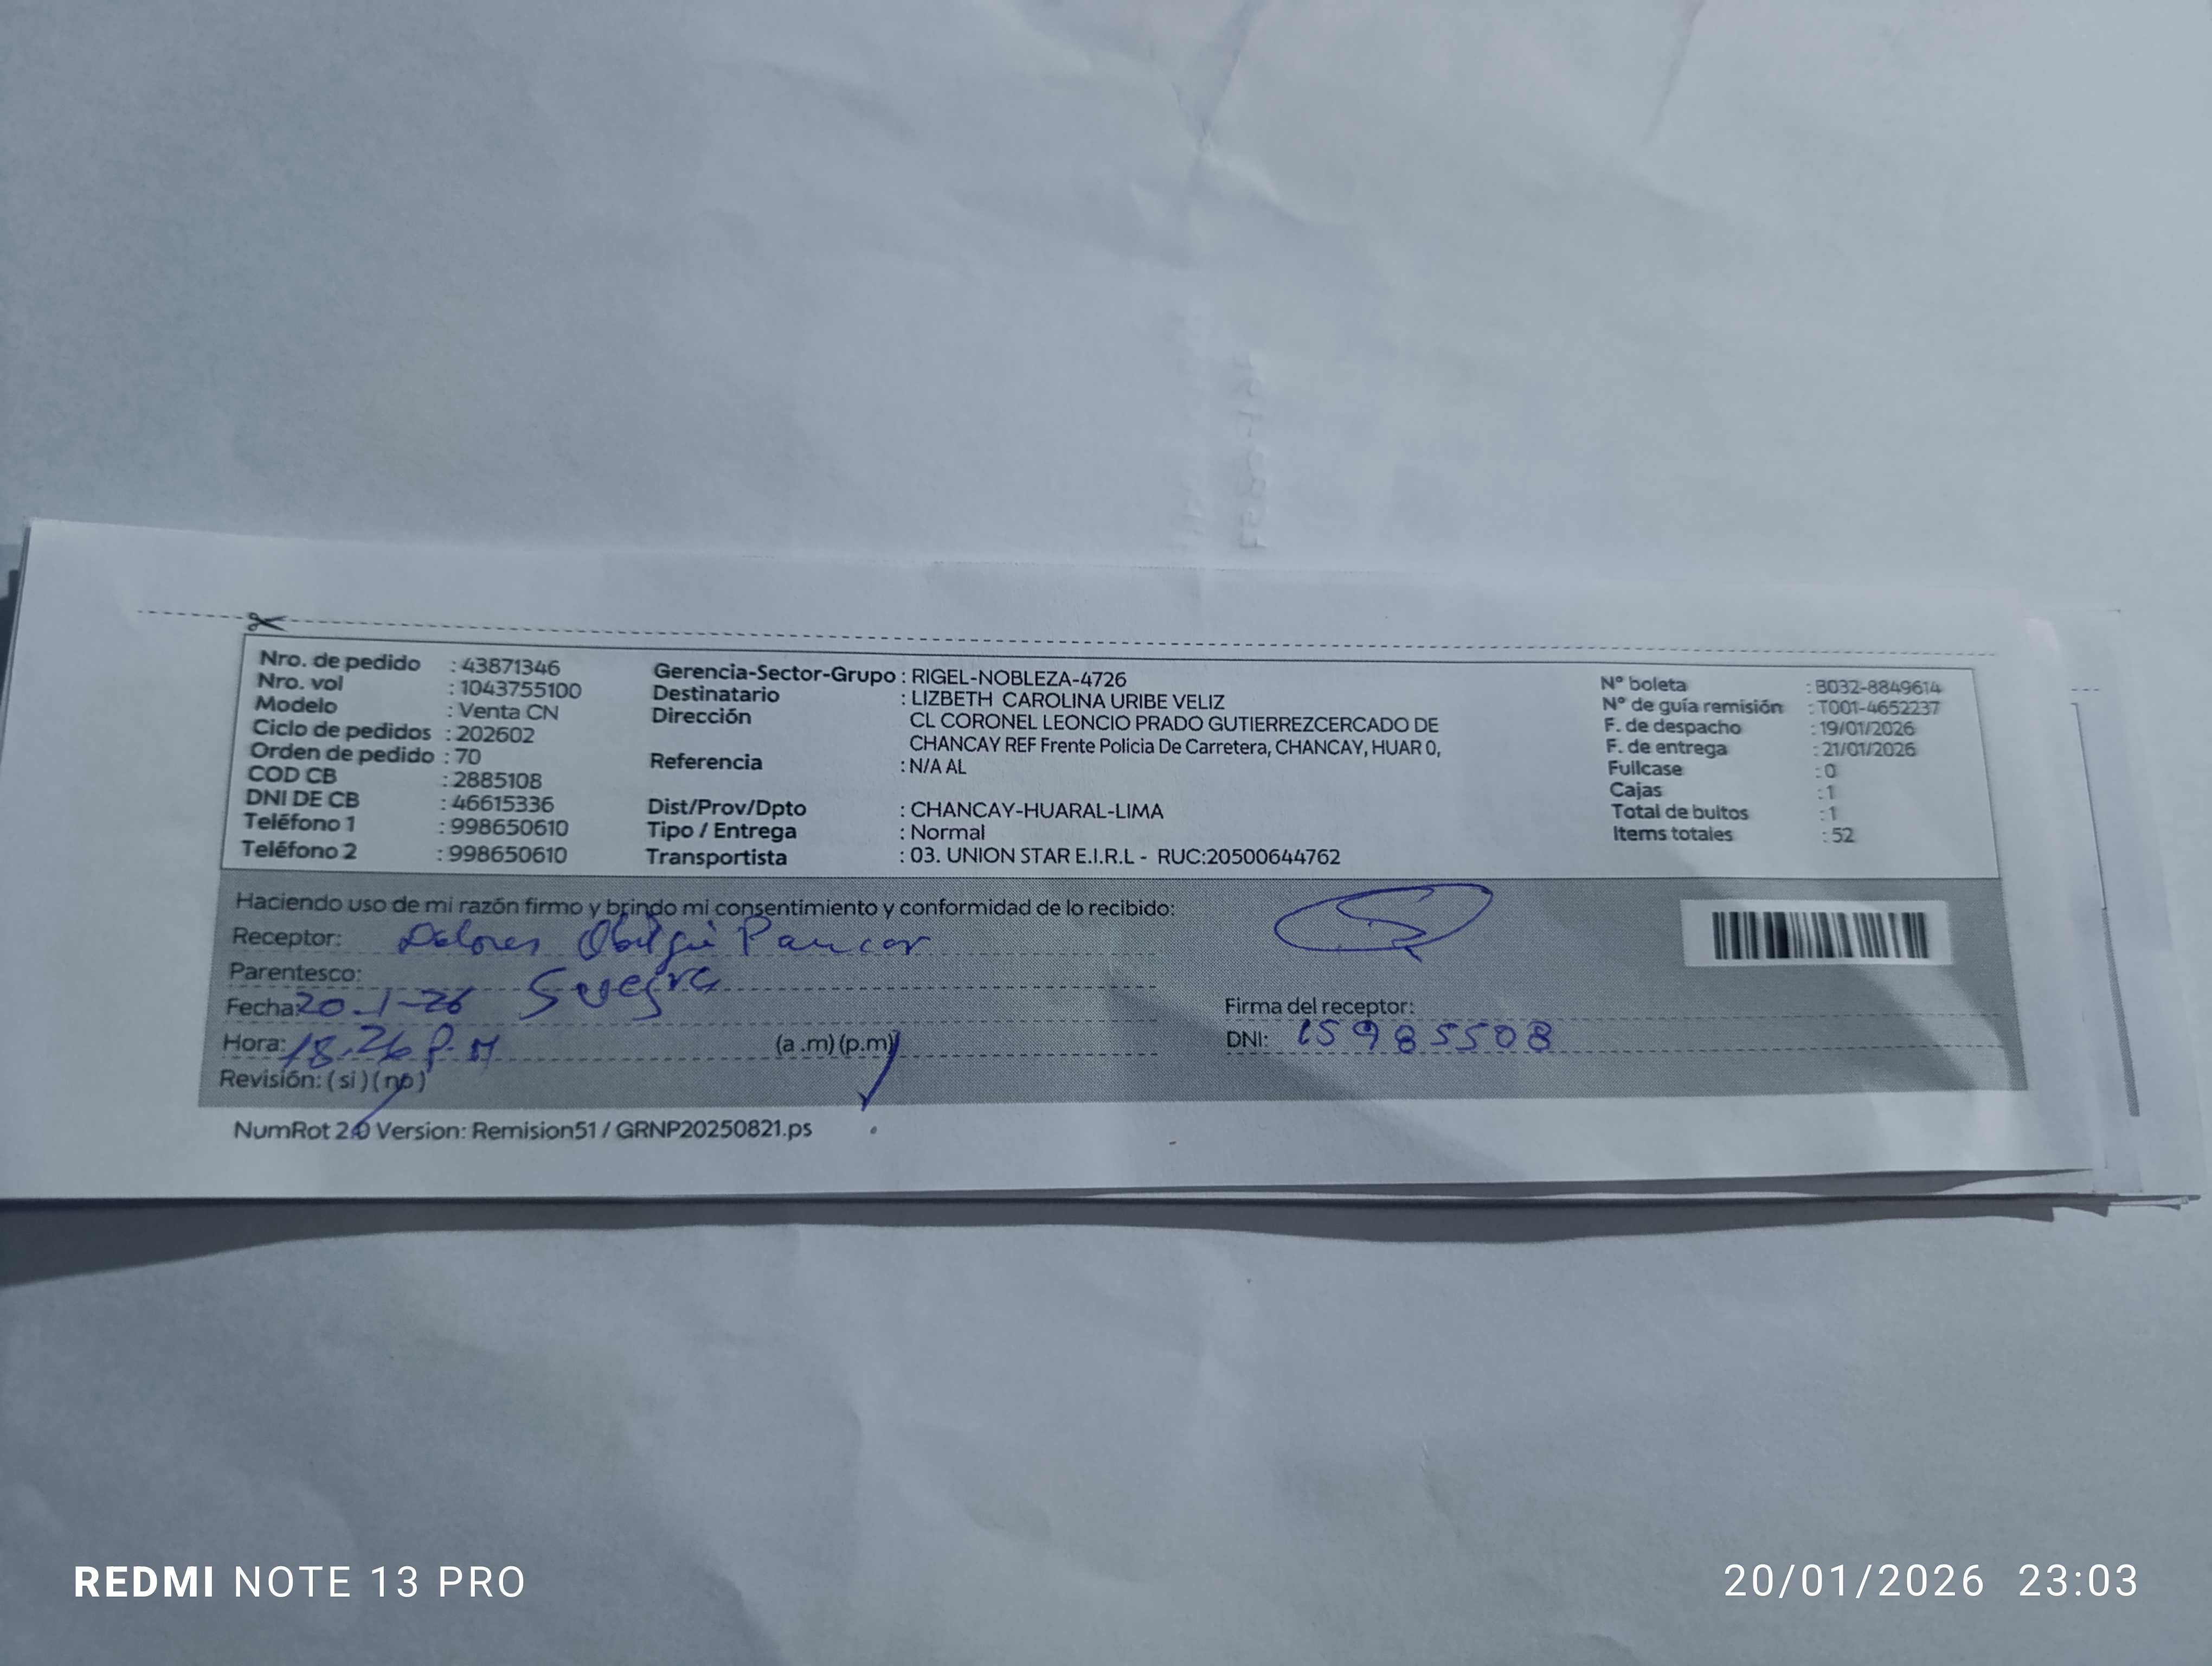 Nro. de pedido : 43871346
Nro. vol : 1043755100
Modelo : Venta CN
Ciclo de pedidos : 202602
Orden de pedido : 70
COD CB : 2885108
DNI DE CB : 46615336
Teléfono 1 : 998650610
Teléfono 2 : 998650610
Gerencia-Sector-Grupo : RIGEL-NOBLEZA-4726
Destinatario : LIZBETH CAROLINA URIBE VELIZ
Dirección CL CORONEL LEONCIO PRADO GUTIERREZCERCADO DE
CHANCAY REF Frente Policia De Carretera, CHANCAY, HUAR 0,
Referencia : N/A AL
Dist/Prov/Dpto : CHANCAY-HUARAL-LIMA
Tipo / Entrega : Normal
Transportista : 03. UNION STAR E.I.R.L - RUC:20500644762
N° boleta : B032-8849614
N° de guía remisión : T001-4652237
F. de despacho : 19/01/2026
F. de entrega : 21/01/2026
Fullcase : 0
Cajas : 1
Total de bultos : 1
Items totales : 52
Haciendo uso de mi razón firmo y brindo mi consentimiento y conformidad de lo recibido:
Receptor: Dolores Paucar
Parentesco: Suegra
Fecha: 20-1-26
Hora: 18:26 P.M (a .m) (p.m)
Revisión: ( si ) ( no )
Firma del receptor:
DNI: 15985508
NumRot 2.0 Version: Remision51 / GRNP20250821.ps
REDMI NOTE 13 PRO
20/01/2026 23:03